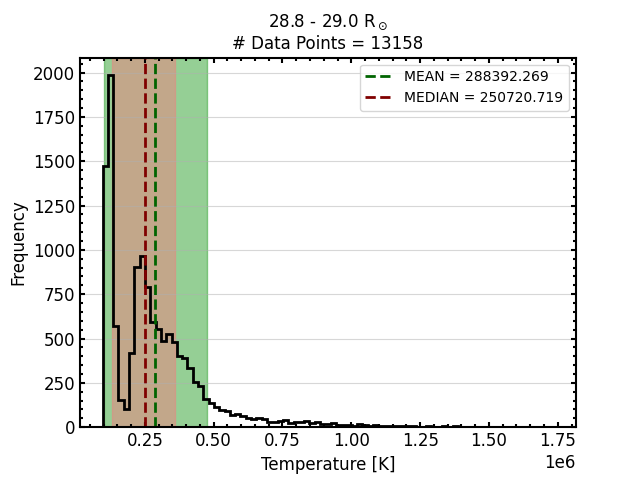 28.8 - 29.0 R⊙
# Data Points = 13158
MEAN = 288392.269
MEDIAN = 250720.719
Frequency
2000
1750
1500
1250
1000
750
500
250
0
0.25 0.50 0.75 1.00 1.25 1.50 1.75
1e6
Temperature [K]